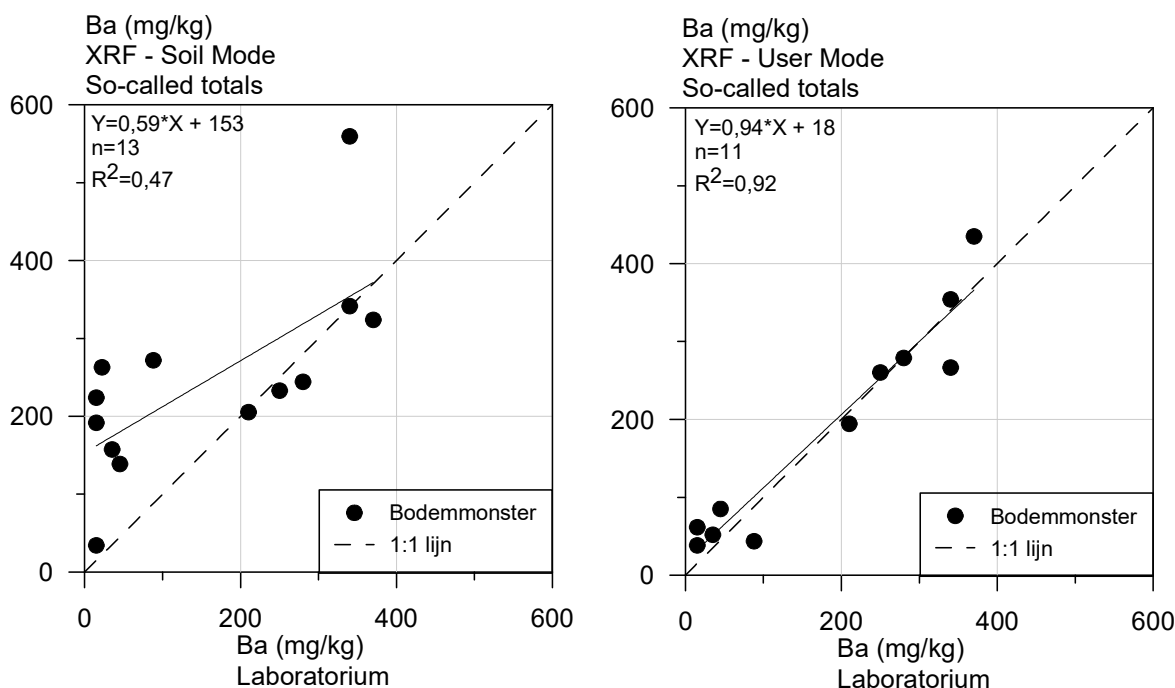 Ba (mg/kg)
XRF - Soil Mode
So-called totals
600
400
200
0
Y=0,59*X + 153
n=13
R2=0,47
Bodemmonster
1:1 lijn
0 200 400 600
Ba (mg/kg)
Laboratorium
Ba (mg/kg)
XRF - User Mode
So-called totals
600
400
200
0
Y=0,94*X + 18
n=11
R2=0,92
Bodemmonster
1:1 lijn
0 200 400 600
Ba (mg/kg)
Laboratorium